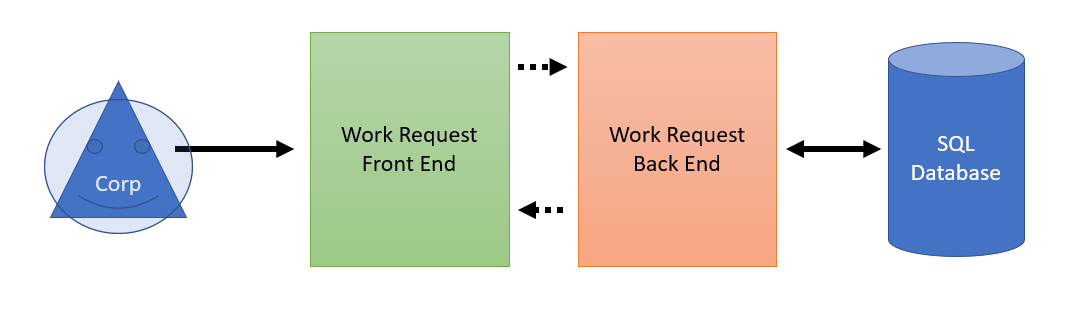 Corp
Work Request
Front End
Work Request
Back End
SQL
Database